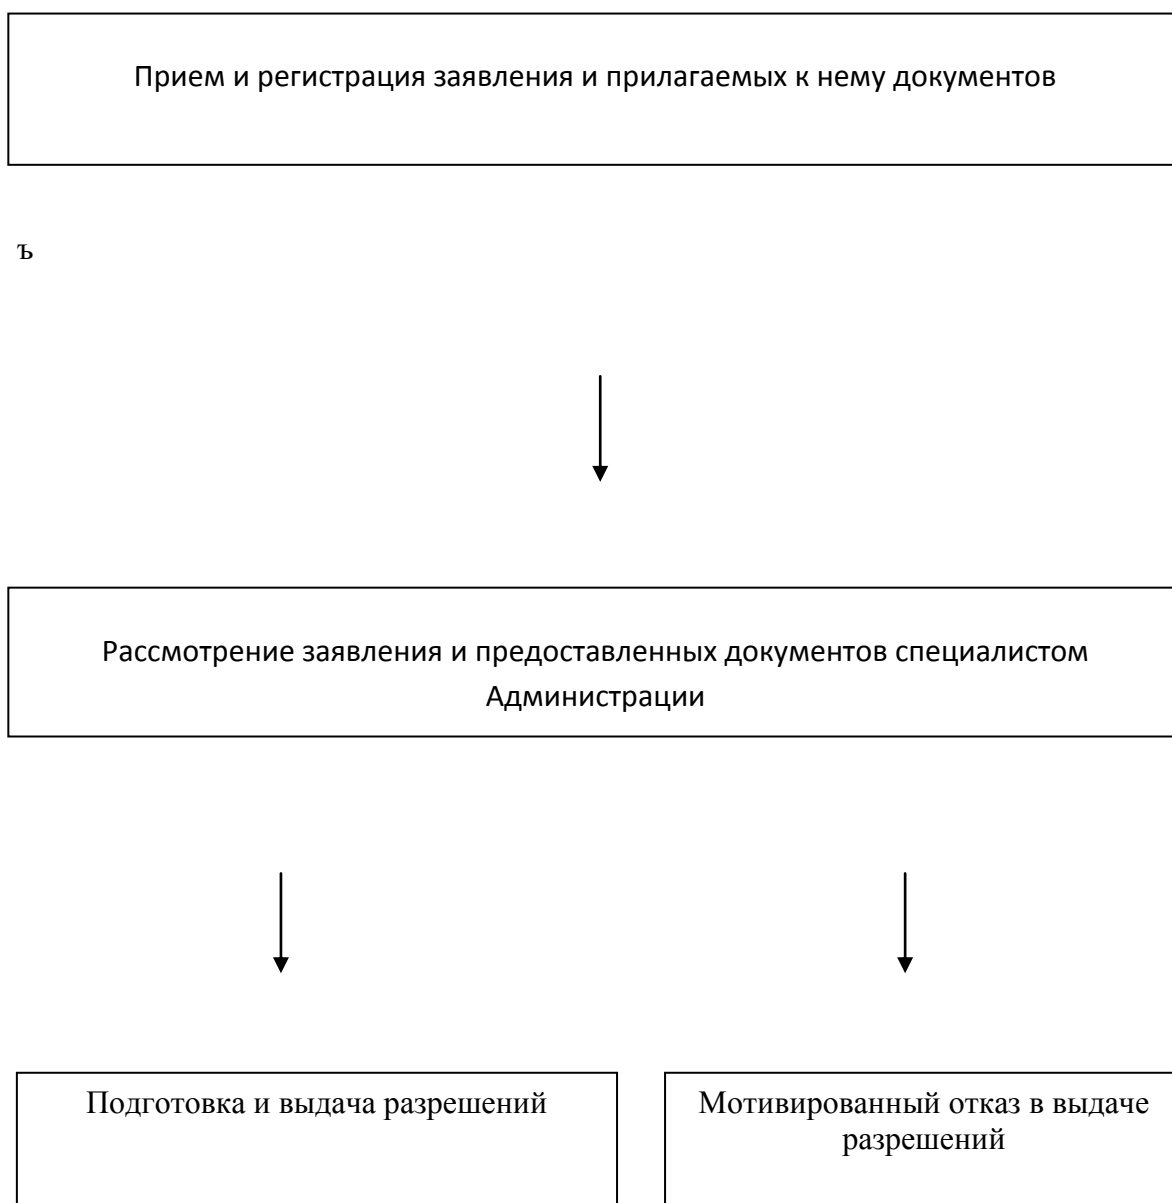 Прием и регистрация заявления и прилагаемых к нему документов
ъ
Рассмотрение заявления и предоставленных документов специалистом
Администрации
Подготовка и выдача разрешений
Мотивированный отказ в выдаче
разрешений